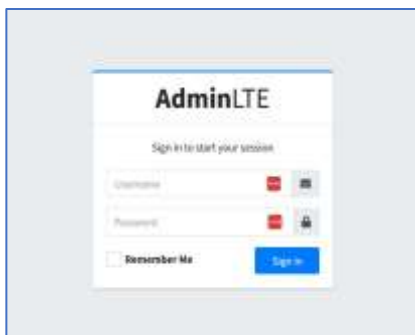 AdminLTE
Sign in to start your session
Username
Password
Remember Me
Sign In